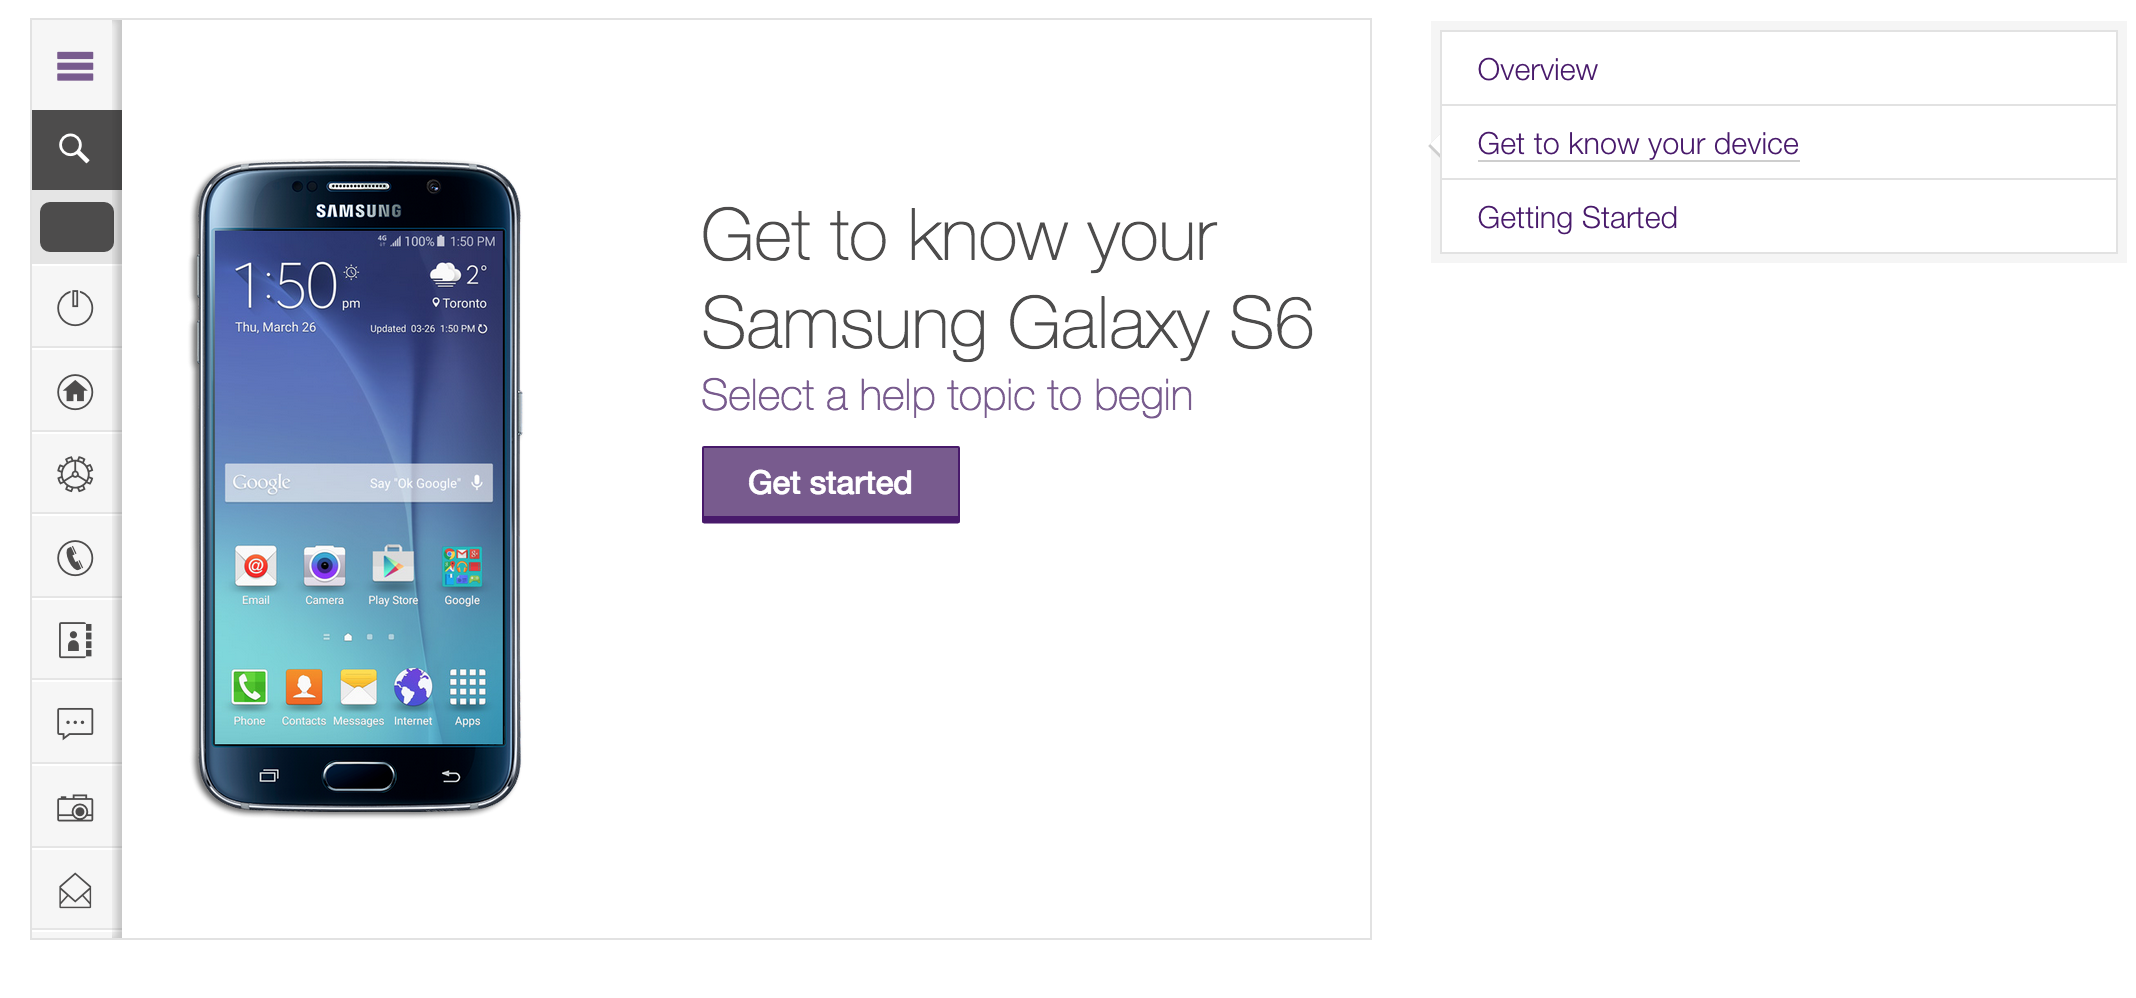 SAMSUNG
4G 100% 1:50 PM
1:50 pm
2°
Toronto
Thu, March 26
Updated 03-26 1:50 PM
Google
Say "Ok Google"
Email Camera Play Store Google
Phone Contacts Messages Internet Apps
Get to know your
Samsung Galaxy S6
Select a help topic to begin
Get started
Overview
Get to know your device
Getting Started